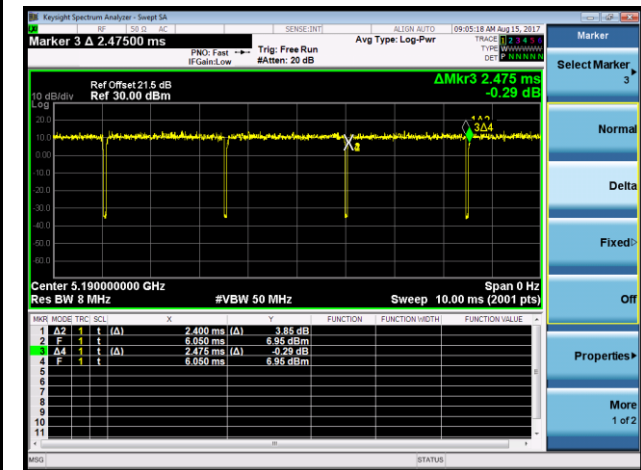 Keysight Spectrum Analyzer - Swept SA
RF 50 Ω AC SENSE:INT ALIGN AUTO 09:05:18 AM Aug 15, 2017
Marker 3 Δ 2.47500 ms
PNO: Fast
IFGain:Low
Trig: Free Run
#Atten: 20 dB
Avg Type: Log-Pwr
TRACE 1 2 3 4 5 6
TYPE WWWWWW
DET P NNNNN
Ref Offset 21.5 dB
10 dB/div Ref 30.00 dBm
Log
ΔMkr3 2.475 ms
-0.29 dB
20.0
10.0
0.00
-10.0
-20.0
-30.0
-40.0
-50.0
-60.0
1Δ2
3Δ4
Center 5.190000000 GHz Span 0 Hz
Res BW 8 MHz #VBW 50 MHz Sweep 10.00 ms (2001 pts)
MKR MODE TRC SCL X Y FUNCTION FUNCTION WIDTH FUNCTION VALUE
1 Δ2 1 t (Δ) 2.400 ms (Δ) 3.85 dB
2 F 1 t 6.050 ms 6.95 dBm
3 Δ4 1 t (Δ) 2.475 ms (Δ) -0.29 dB
4 F 1 t 6.050 ms 6.95 dBm
5
6
7
8
9
10
11
MSG STATUS
Marker
Select Marker
3
Normal
Delta
Fixed
Off
Properties
More
1 of 2